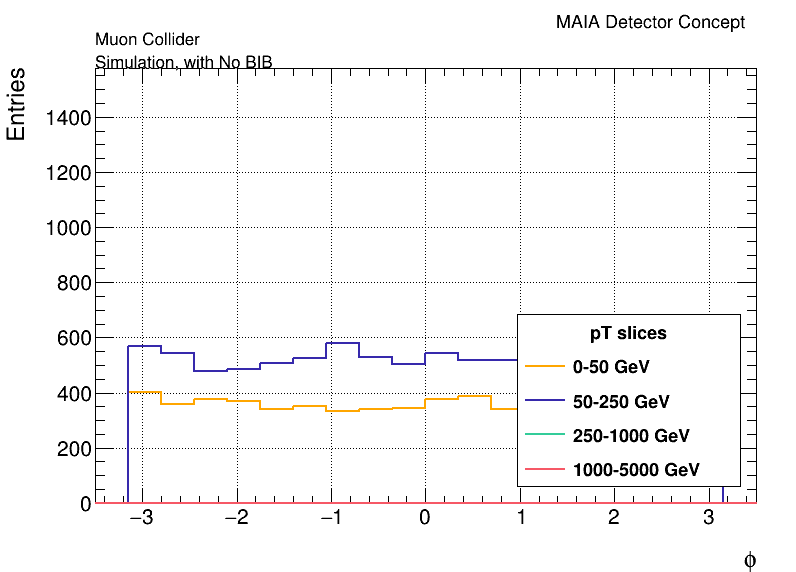 MAIA Detector Concept
Muon Collider
Simulation, with No BIB
Entries
1400
1200
1000
800
600
400
200
0
pT slices
0-50 GeV
50-250 GeV
250-1000 GeV
1000-5000 GeV
−3 −2 −1 0 1 2 3
ϕ